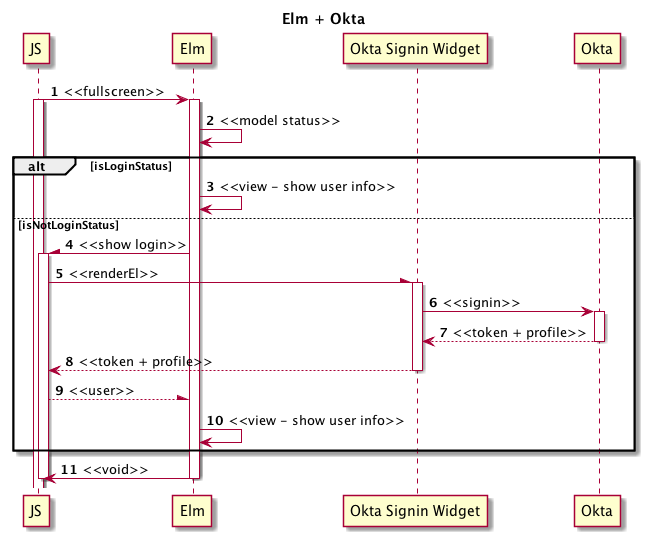 Elm + Okta
JS Elm Okta Signin Widget Okta
1 <<fullscreen>>
2 <<model status>>
alt [isLoginStatus]
3 <<view - show user info>>
[isNotLoginStatus]
4 <<show login>>
5 <<renderEl>>
6 <<signin>>
7 <<token + profile>>
8 <<token + profile>>
9 <<user>>
10 <<view - show user info>>
11 <<void>>
JS Elm Okta Signin Widget Okta